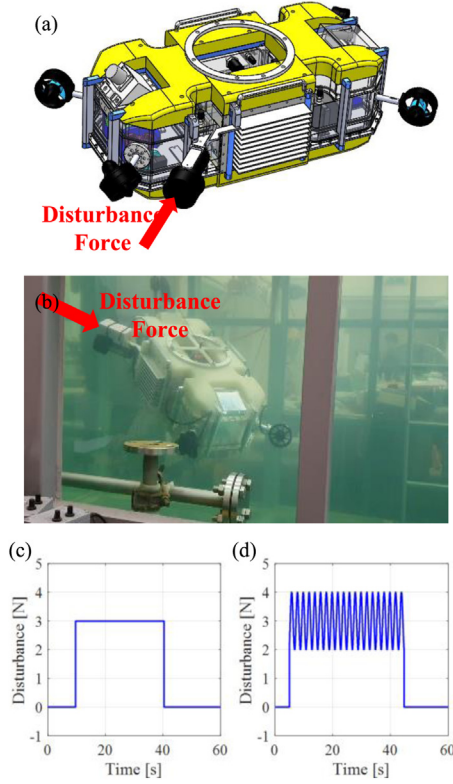 (a)
Disturbance
Force
(b)
Disturbance
Force
(c)
(d)
Disturbance [N]
5
4
3
2
1
0
-1
0
20
40
60
Time [s]
Disturbance [N]
5
4
3
2
1
0
-1
0
20
40
60
Time [s]